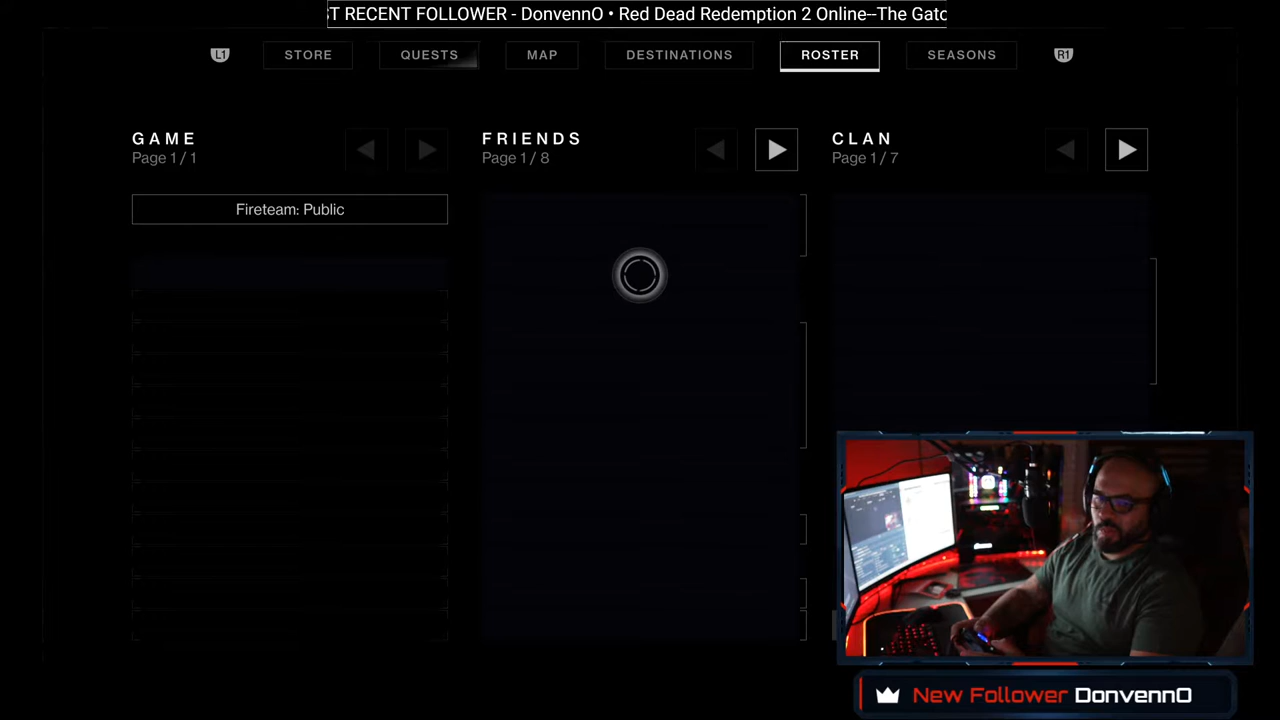 T RECENT FOLLOWER - DonvennO • Red Dead Redemption 2 Online--The Gato
L1 STORE QUESTS MAP DESTINATIONS ROSTER SEASONS R1
GAME
Page 1 / 1
FRIENDS
Page 1 / 8
CLAN
Page 1 / 7
Fireteam: Public
New Follower DonvennO